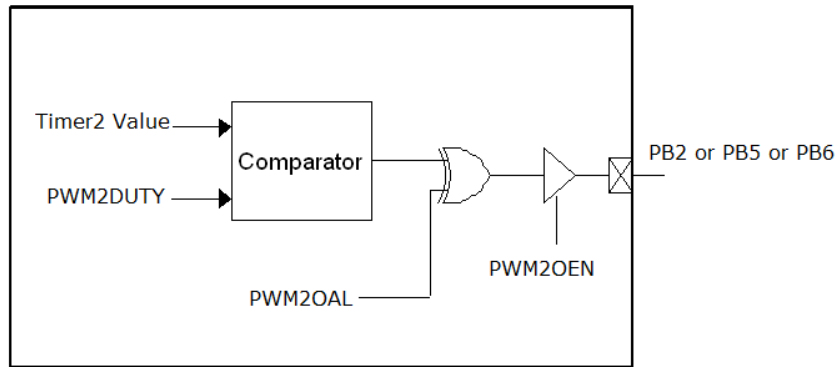 Timer2 Value
Comparator
PB2 or PB5 or PB6
PWM2DUTY
PWM2OEN
PWM2OAL